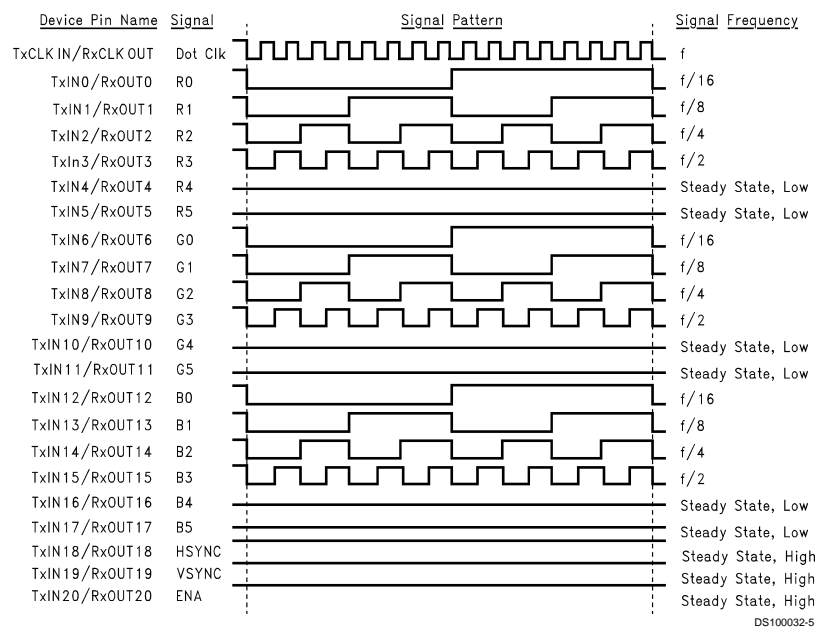 Device Pin Name Signal Signal Pattern Signal Frequency
TxCLK IN/RxCLK OUT Dot Clk f
TxIN0/RxOUT0 R0 f/16
TxIN1/RxOUT1 R1 f/8
TxIN2/RxOUT2 R2 f/4
TxIn3/RxOUT3 R3 f/2
TxIN4/RxOUT4 R4 Steady State, Low
TxIN5/RxOUT5 R5 Steady State, Low
TxIN6/RxOUT6 G0 f/16
TxIN7/RxOUT7 G1 f/8
TxIN8/RxOUT8 G2 f/4
TxIN9/RxOUT9 G3 f/2
TxIN10/RxOUT10 G4 Steady State, Low
TxIN11/RxOUT11 G5 Steady State, Low
TxIN12/RxOUT12 B0 f/16
TxIN13/RxOUT13 B1 f/8
TxIN14/RxOUT14 B2 f/4
TxIN15/RxOUT15 B3 f/2
TxIN16/RxOUT16 B4 Steady State, Low
TxIN17/RxOUT17 B5 Steady State, Low
TxIN18/RxOUT18 HSYNC Steady State, High
TxIN19/RxOUT19 VSYNC Steady State, High
TxIN20/RxOUT20 ENA Steady State, High
DS100032-5